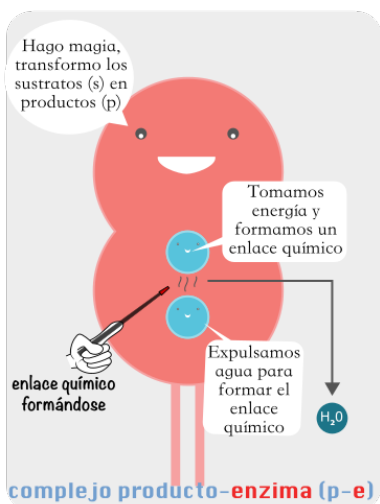 Hago magia,
transformo los
sustratos (s) en
productos (p)
Tomamos
energía y
formamos un
enlace químico
enlace químico
formándose
Expulsamos
agua para
formar el
enlace
químico
H₂O
complejo producto-enzima (p-e)